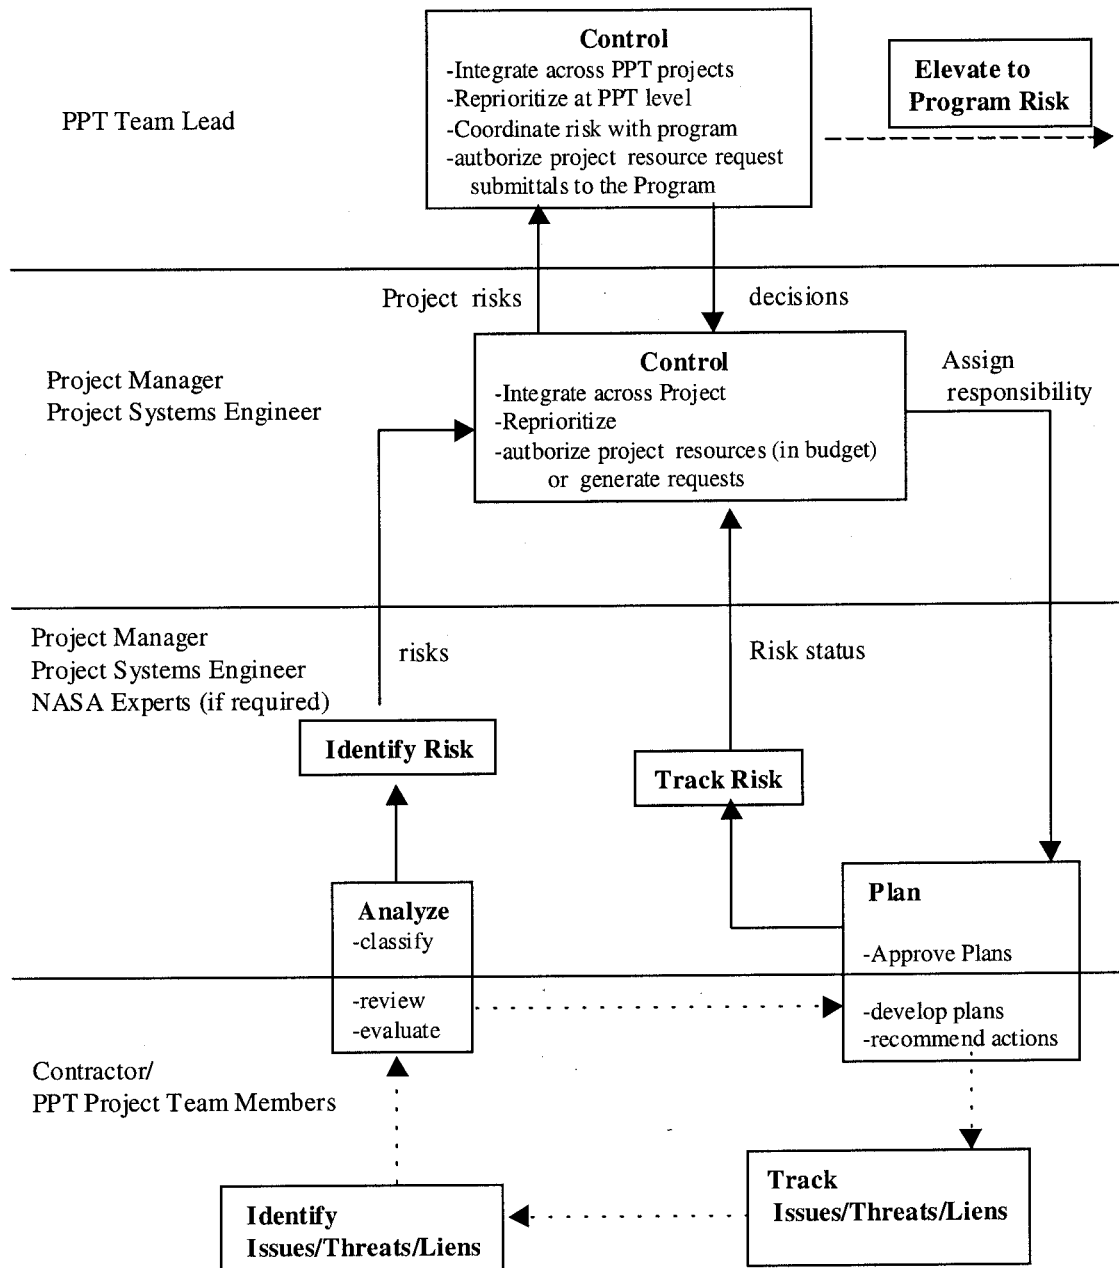 Control
-Integrate across PPT projects
-Reprioritize at PPT level
-Coordinate risk with program
-autborize project resource request
submittals to the Program
Elevate to
Program Risk
PPT Team Lead
Project risks
decisions
Project Manager
Project Systems Engineer
Control
-Integrate across Project
-Reprioritize
-autborize project resources (in budget)
or generate requests
Assign
responsibility
Project Manager
Project Systems Engineer
NASA Experts (if required)
risks
Risk status
Identify Risk
Track Risk
Analyze
-classify
-review
-evaluate
Plan
-Approve Plans
-develop plans
-recommend actions
Contractor/
PPT Project Team Members
Track
Issues/Threats/Liens
Identify
Issues/Threats/Liens